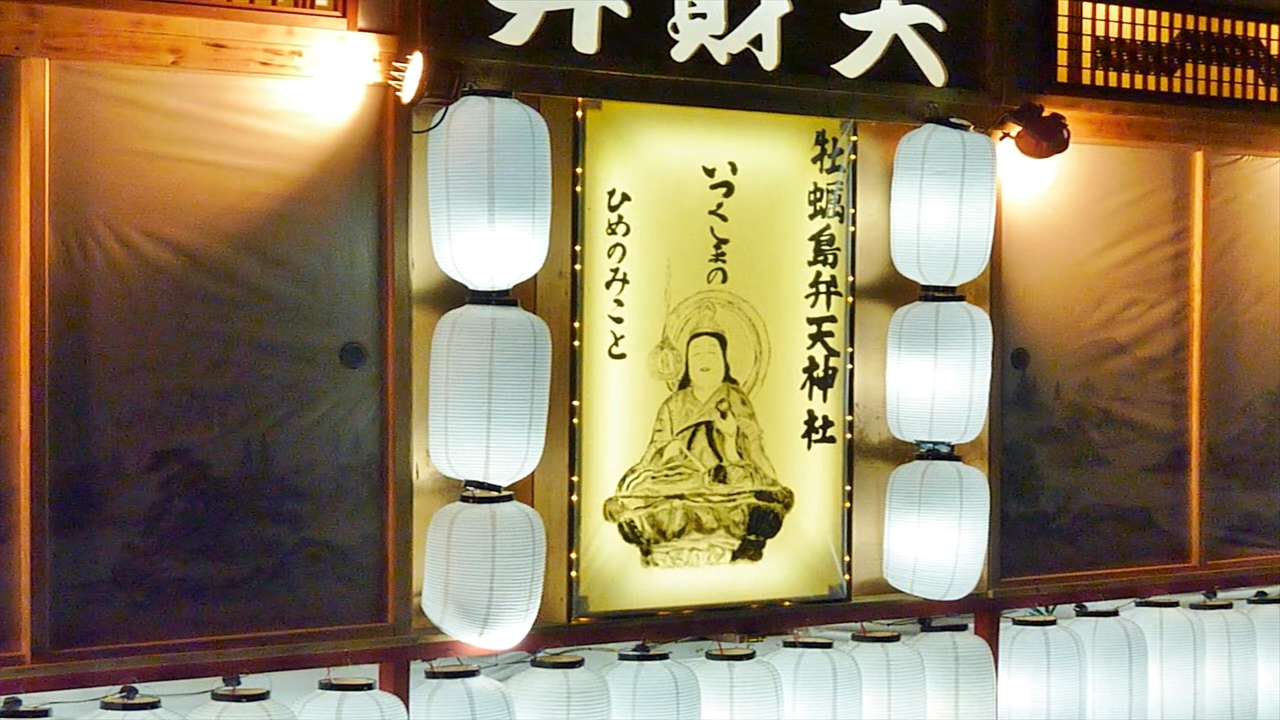 弁財天
牡蠣島弁天神社
いつくしまの
ひめのみこと